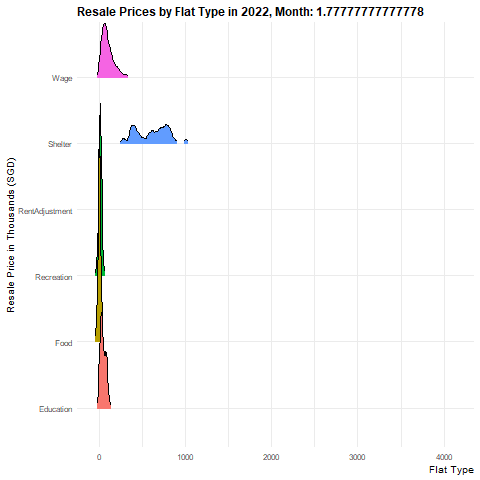 Resale Prices by Flat Type in 2022, Month: 1.77777777777778
Resale Price in Thousands (SGD)
Wage
Shelter
RentAdjustment
Recreation
Food
Education
0
1000
2000
3000
4000
Flat Type